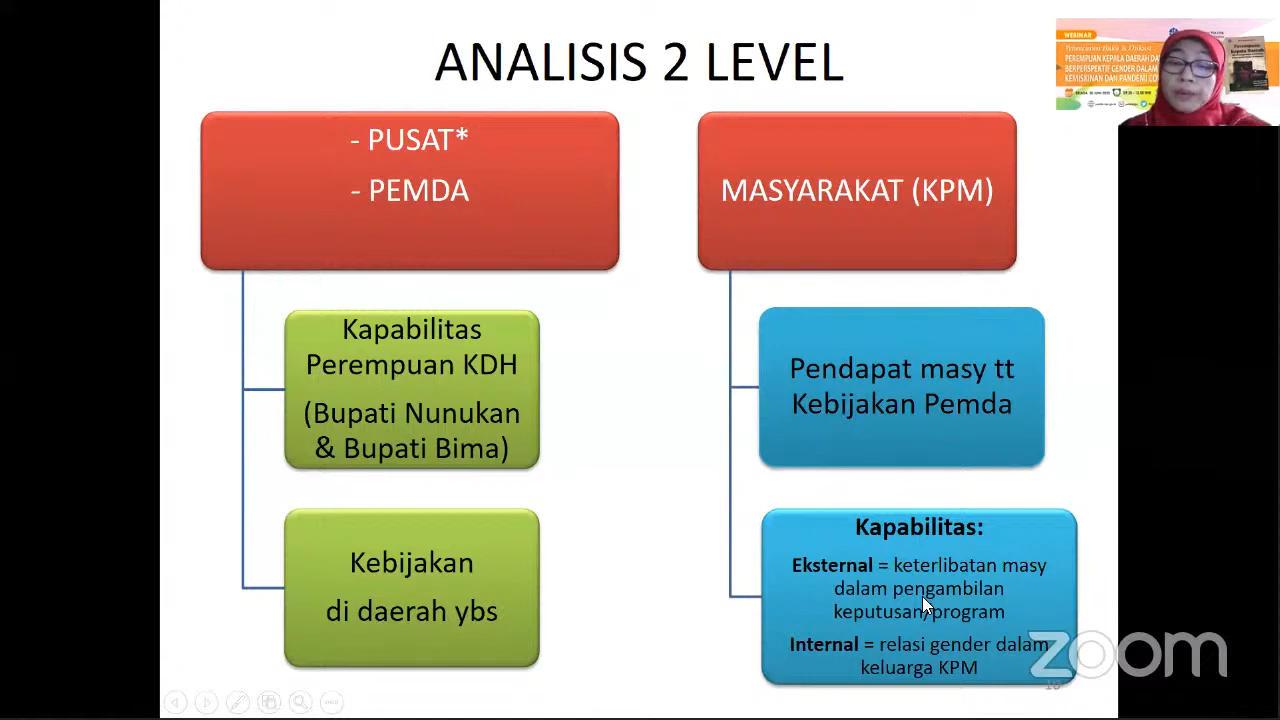 ANALISIS 2 LEVEL
- PUSAT*
- PEMDA
Kapabilitas
Perempuan KDH
(Bupati Nunukan
& Bupati Bima)
Kebijakan
di daerah ybs
MASYARAKAT (KPM)
Pendapat masy tt
Kebijakan Pemda
Kapabilitas:
Eksternal = keterlibatan masy
dalam pengambilan
keputusan/program
Internal = relasi gender dalam
keluarga KPM
zoom
WEBINAR
PEREMPUAN KEPALA DAERAH DA
BERPERSPEKTIF GENDER DALAM
KEMISKINAN DAN PANDEMI CO